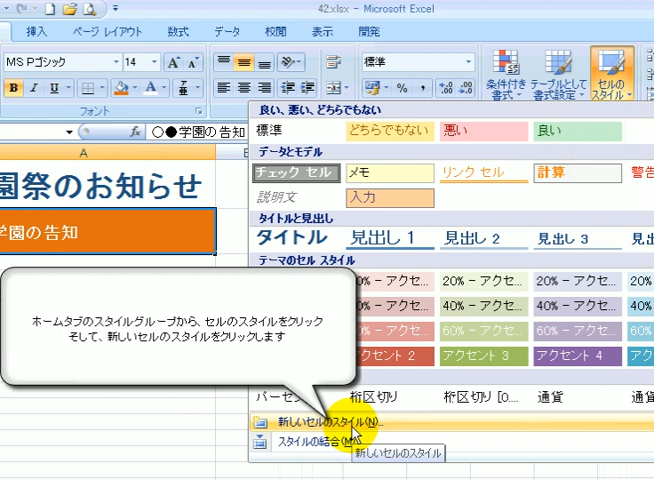 42.xlsx - Microsoft Excel
挿入 ページ レイアウト 数式 データ 校閲 表示 開発
MS Pゴシック 14 A A 標準
B I U A 亜 % , 条件付き 書式 テーブルとして 書式設定 セルの スタイル
フォント
fx ○●学園の告知
A
園祭のお知らせ
学園の告知
良い、悪い、どちらでもない
標準 どちらでもない 悪い 良い
データとモデル
チェック セル メモ リンク セル 計算 警告
説明文 入力
タイトルと見出し
タイトル 見出し 1 見出し 2 見出し 3 見出
テーマのセル スタイル
0% - アクセ... 20% - アクセ... 20% - アクセ... 20%
0% - アクセ... 40% - アクセ... 40% - アクセ... 40%
60% - アクセ... 60% - アクセ... 60%
アクセント 2 アクセント 3 アクセント 4 アク
パーセン 桁区切り 桁区切り [0... 通貨 通貨
ホームタブのスタイルグループから、セルのスタイルをクリック
そして、新しいセルのスタイルをクリックします
新しいセルのスタイル(N)...
スタイルの結合(M)
新しいセルのスタイル